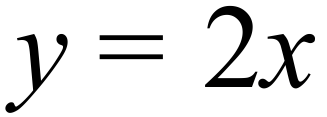 y = 2x